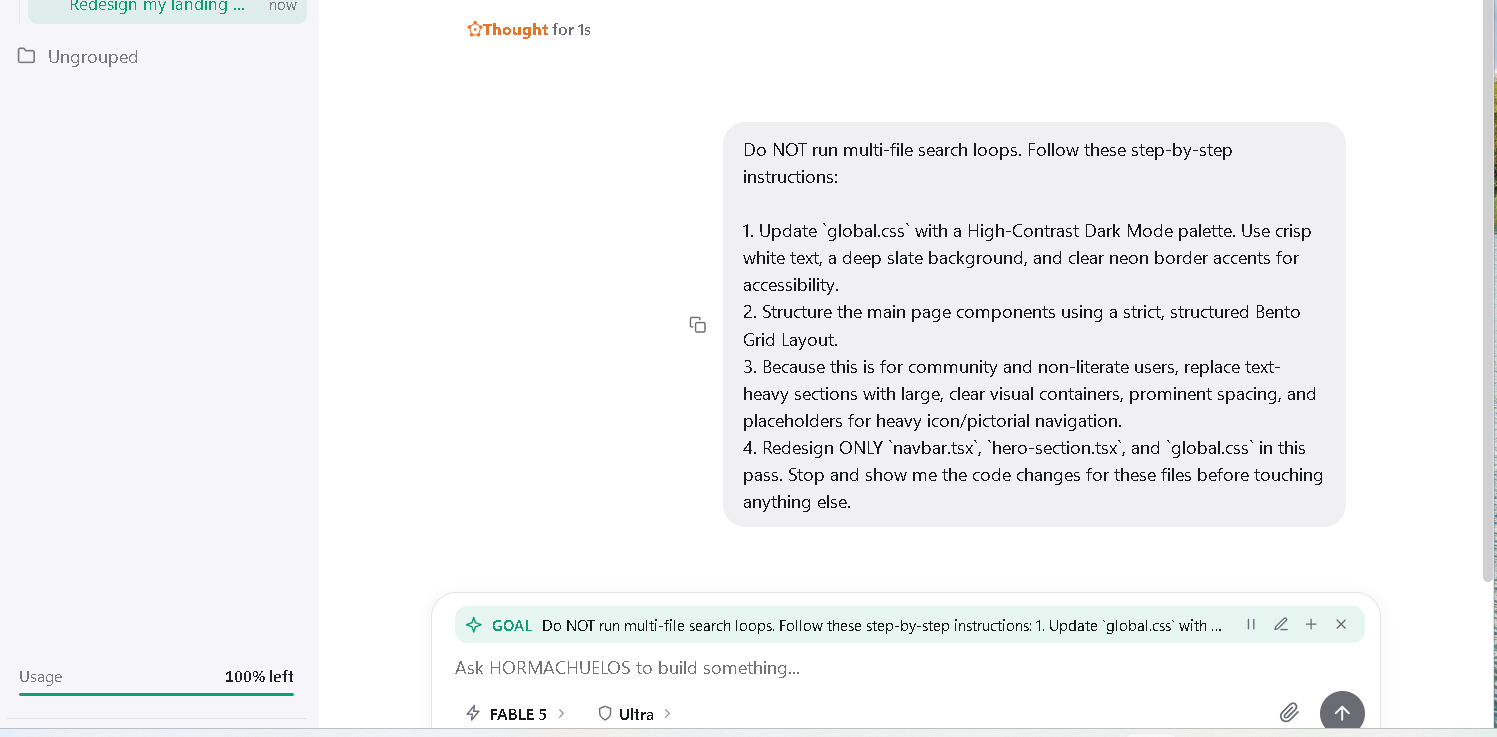 Redesign my landing ... now
Ungrouped
Thought for 1s
Do NOT run multi-file search loops. Follow these step-by-step
instructions:
1. Update `global.css` with a High-Contrast Dark Mode palette. Use crisp
white text, a deep slate background, and clear neon border accents for
accessibility.
2. Structure the main page components using a strict, structured Bento
Grid Layout.
3. Because this is for community and non-literate users, replace text-
heavy sections with large, clear visual containers, prominent spacing, and
placeholders for heavy icon/pictorial navigation.
4. Redesign ONLY `navbar.tsx`, `hero-section.tsx`, and `global.css` in this
pass. Stop and show me the code changes for these files before touching
anything else.
GOAL Do NOT run multi-file search loops. Follow these step-by-step instructions: 1. Update `global.css` with ...
Ask HORMACHUELOS to build something...
Usage 100% left
FABLE 5 Ultra